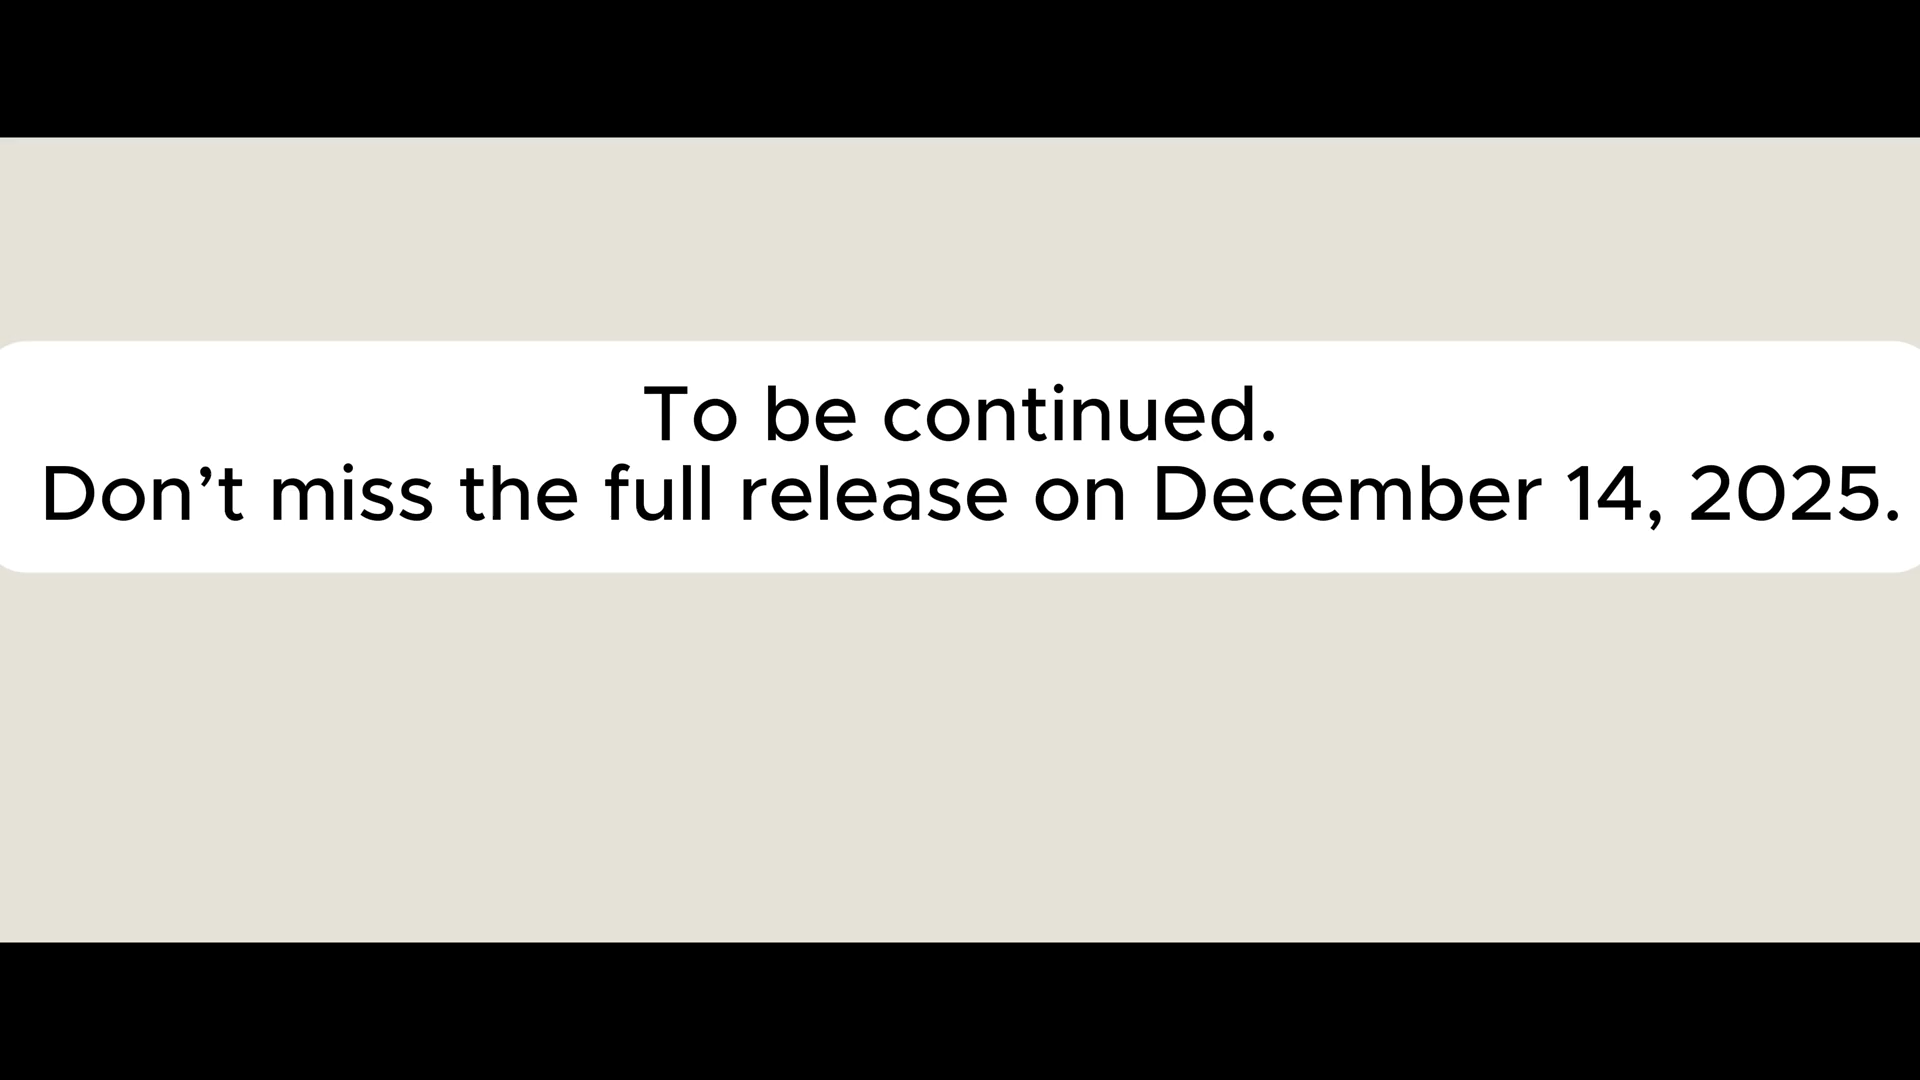 To be continued.
Don’t miss the full release on December 14, 2025.